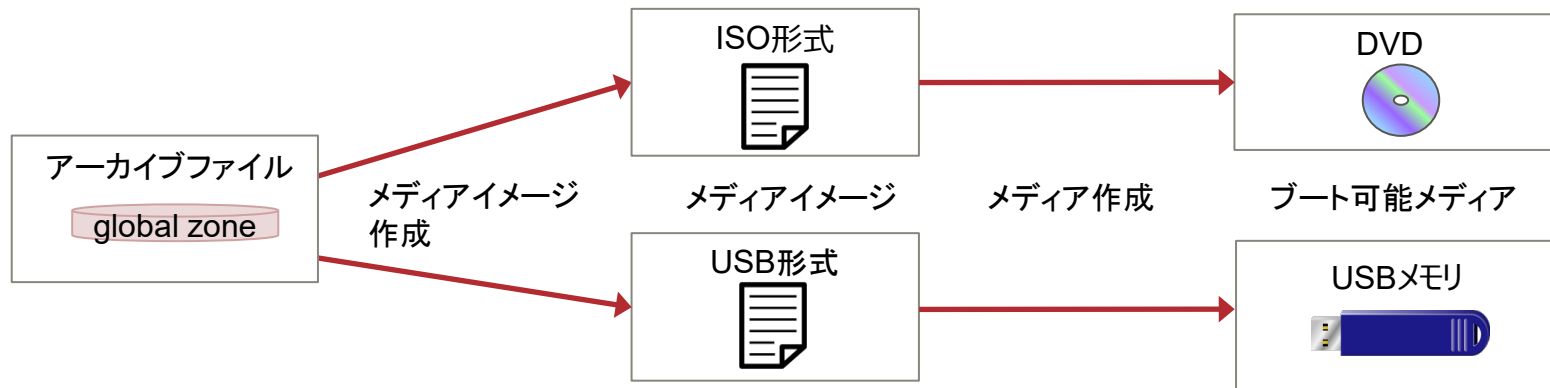 アーカイブファイル
global zone
メディアイメージ
作成
ISO形式
メディアイメージ
USB形式
メディア作成
DVD
ブート可能メディア
USBメモリ